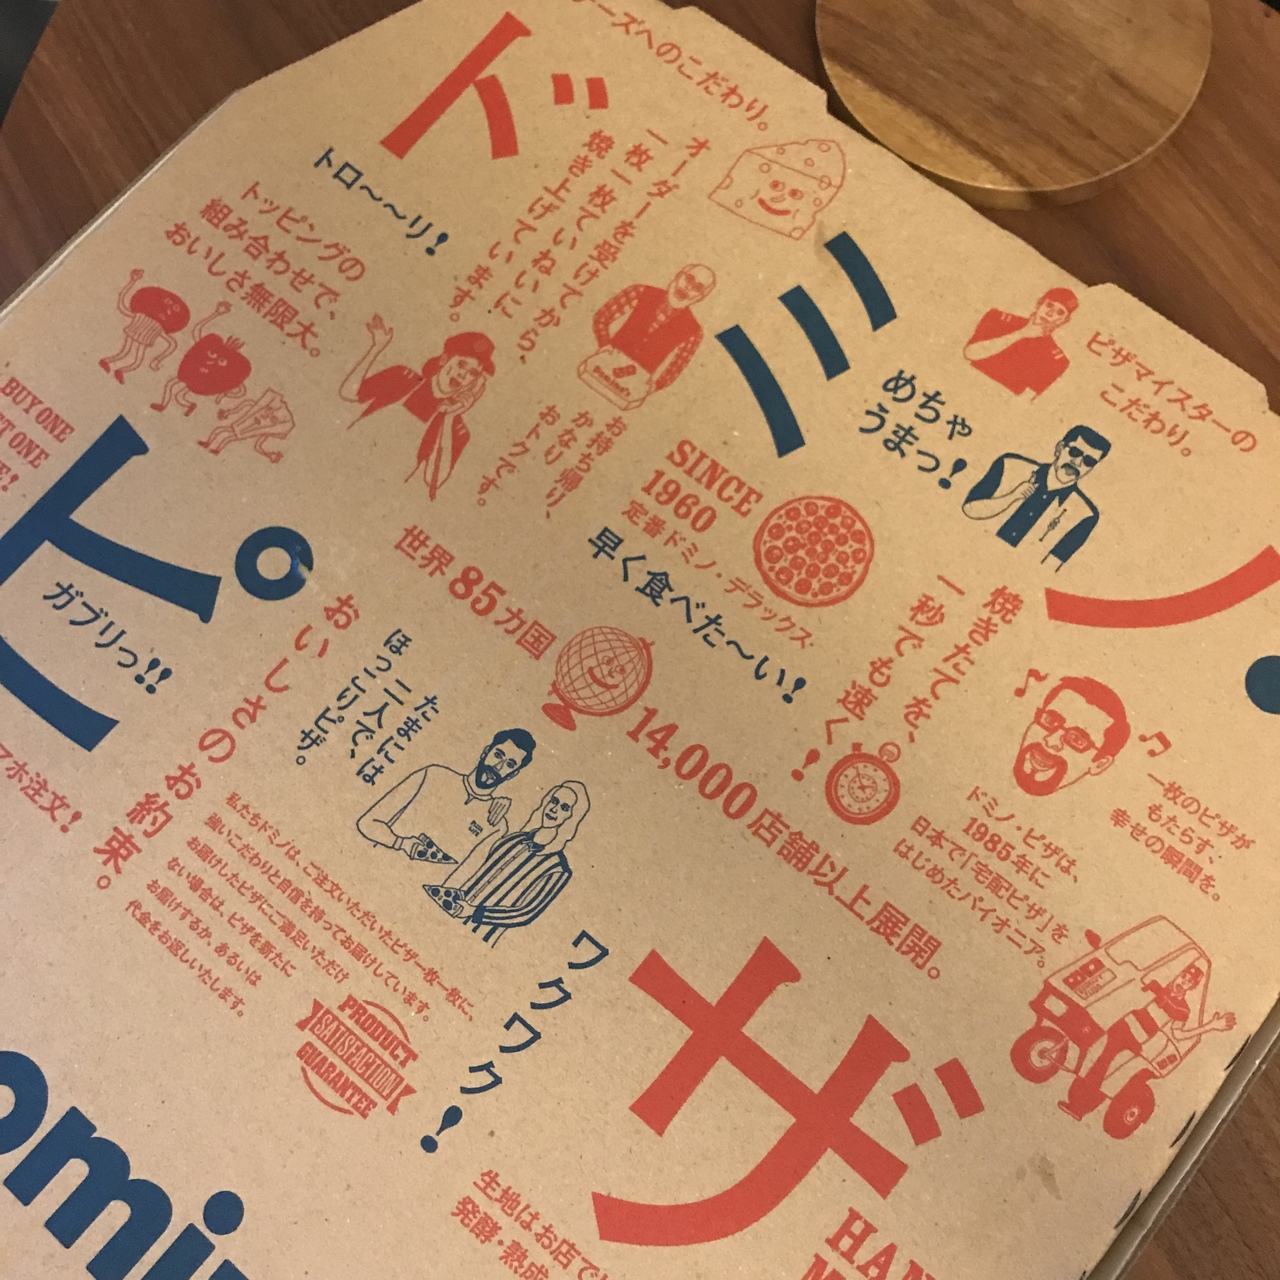 ーズへのこだわり。
ド
ミ
ノ
トロ〜〜リ!
オーダーを受けてから、
一枚一枚ていねいに
焼き上げています。
トッピングの
組み合わせで、
おいしさ無限大。
ピザマイスターの
こだわり。
めちゃ
うまっ!
お持ち帰り、
かなり
おトクです。
BUY ONE
T ONE
E!
SINCE
1960
定番ドミノ・デラックス
早く食べた〜い!
焼きたてを、
一秒でも速く!
世界85カ国
14,000店舗以上展開。
ピ
ザ
ガブリっ!!
ホ注文!
おいしさのお約束。
たまには
二人で、
ほっこりピザ。
私たちドミノは、ご注文いただいたピザ一枚一枚に、
強いこだわりと自信を持ってお届けしています。
お届けしたピザにご満足いただけ
ない場合は、ピザを新たに
お届けするか、あるいは
代金をお返しいたします。
PRODUCT
SATISFACTION
GUARANTEE
ワクワク!
一枚のピザが
もたらす、
幸せの瞬間を。
ドミノ・ピザは、
1985年に
日本で「宅配ピザ」を
はじめたパイオニア。
omi
生地はお店で
発酵・熟成
HAN
M